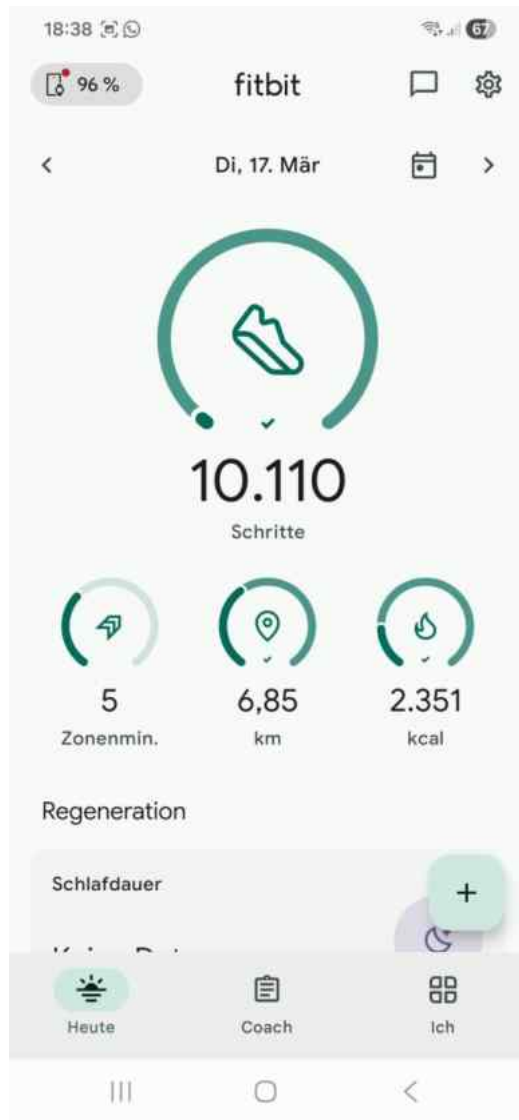 18:38
67
96 %
fitbit
Di, 17. Mär
10.110
Schritte
5
Zonenmin.
6,85
km
2.351
kcal
Regeneration
Schlafdauer
Heute
Coach
Ich